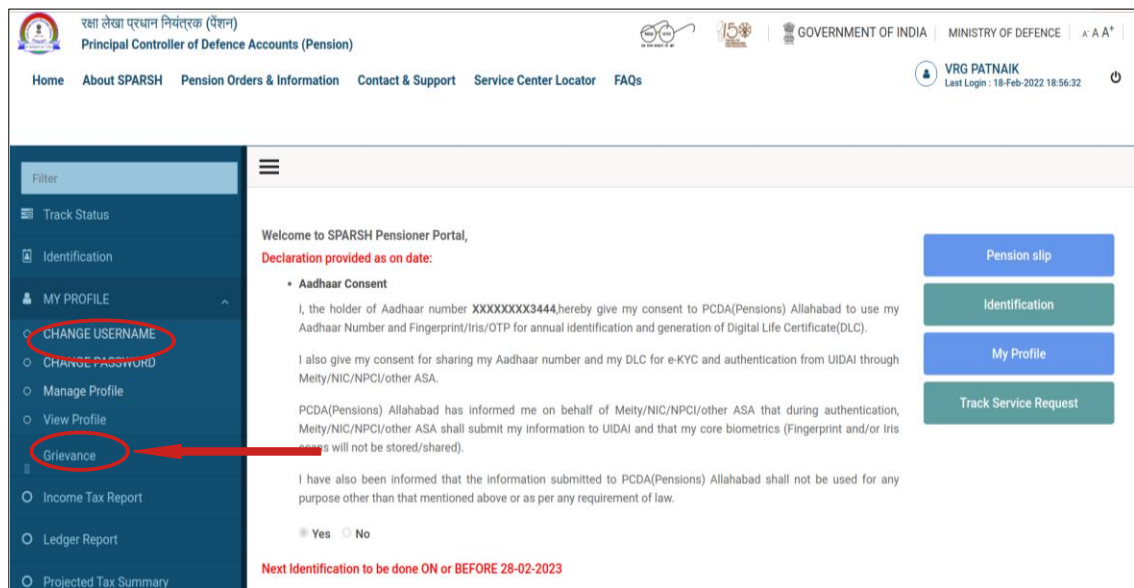 रक्षा लेखा प्रधान नियंत्रक (पेंशन)
Principal Controller of Defence Accounts (Pension)
GOVERNMENT OF INDIA
MINISTRY OF DEFENCE
A- A A+
Home
About SPARSH
Pension Orders & Information
Contact & Support
Service Center Locator
FAQs
VRG PATNAIK
Last Login : 18-Feb-2022 18:56:32
Filter
Track Status
Identification
MY PROFILE
CHANGE USERNAME
CHANGE PASSWORD
Manage Profile
View Profile
Grievance
Income Tax Report
Ledger Report
Projected Tax Summary
Welcome to SPARSH Pensioner Portal,
Declaration provided as on date:
• Aadhaar Consent
I, the holder of Aadhaar number XXXXXXXX3444,hereby give my consent to PCDA(Pensions) Allahabad to use my
Aadhaar Number and Fingerprint/Iris/OTP for annual identification and generation of Digital Life Certificate(DLC).
I also give my consent for sharing my Aadhaar number and my DLC for e-KYC and authentication from UIDAI through
Meity/NIC/NPCI/other ASA.
PCDA(Pensions) Allahabad has informed me on behalf of Meity/NIC/NPCI/other ASA that during authentication,
Meity/NIC/NPCI/other ASA shall submit my information to UIDAI and that my core biometrics (Fingerprint and/or Iris
will not be stored/shared).
I have also been informed that the information submitted to PCDA(Pensions) Allahabad shall not be used for any
purpose other than that mentioned above or as per any requirement of law.
Yes
No
Next Identification to be done ON or BEFORE 28-02-2023
Pension slip
Identification
My Profile
Track Service Request